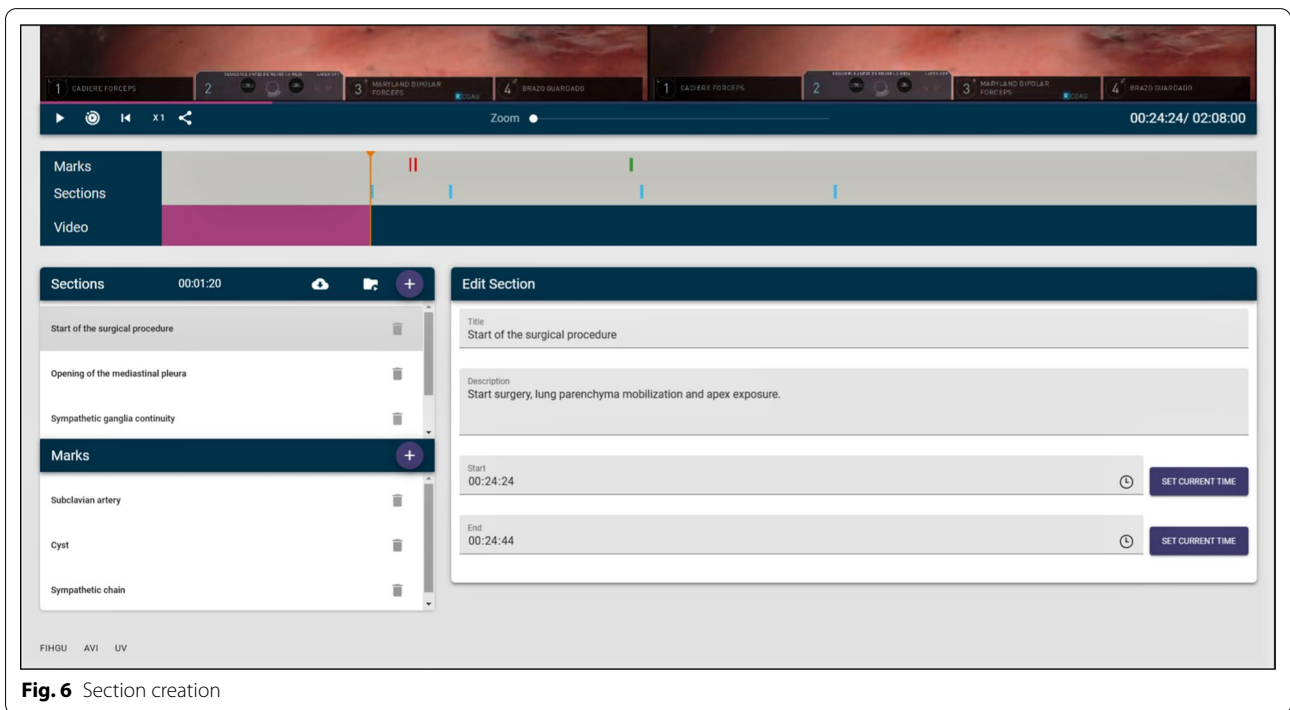 1 CADIERE FORCEPS 2 3 MARYLAND BIPOLAR FORCEPS COAG 4 BRAZO GUARDADO 1 CADIERE FORCEPS 2 3 MARYLAND BIPOLAR FORCEPS COAG 4 BRAZO GUARDADO
X1 Zoom 00:24:24/ 02:08:00
Marks
Sections
Video
Sections 00:01:20
Start of the surgical procedure
Opening of the mediastinal pleura
Sympathetic ganglia continuity
Marks
Subclavian artery
Cyst
Sympathetic chain
Edit Section
Title
Start of the surgical procedure
Description
Start surgery, lung parenchyma mobilization and apex exposure.
Start
00:24:24
SET CURRENT TIME
End
00:24:44
SET CURRENT TIME
FIHGU AVI UV
Fig. 6 Section creation